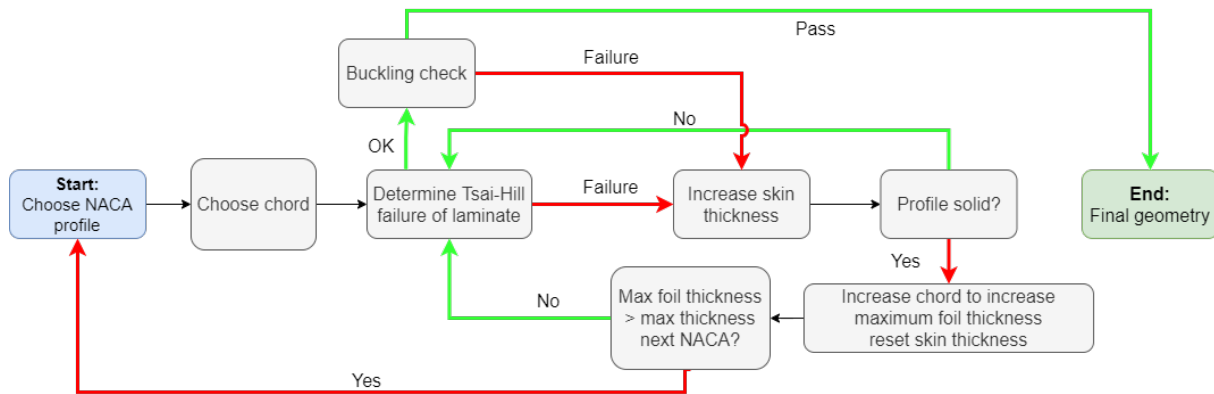 Pass
Buckling check
Failure
No
OK
Start:
Choose NACA
profile
Choose chord
Determine Tsai-Hill
failure of laminate
Failure
Increase skin
thickness
Profile solid?
End:
Final geometry
Yes
Max foil thickness
> max thickness
next NACA?
No
Increase chord to increase
maximum foil thickness
reset skin thickness
Yes